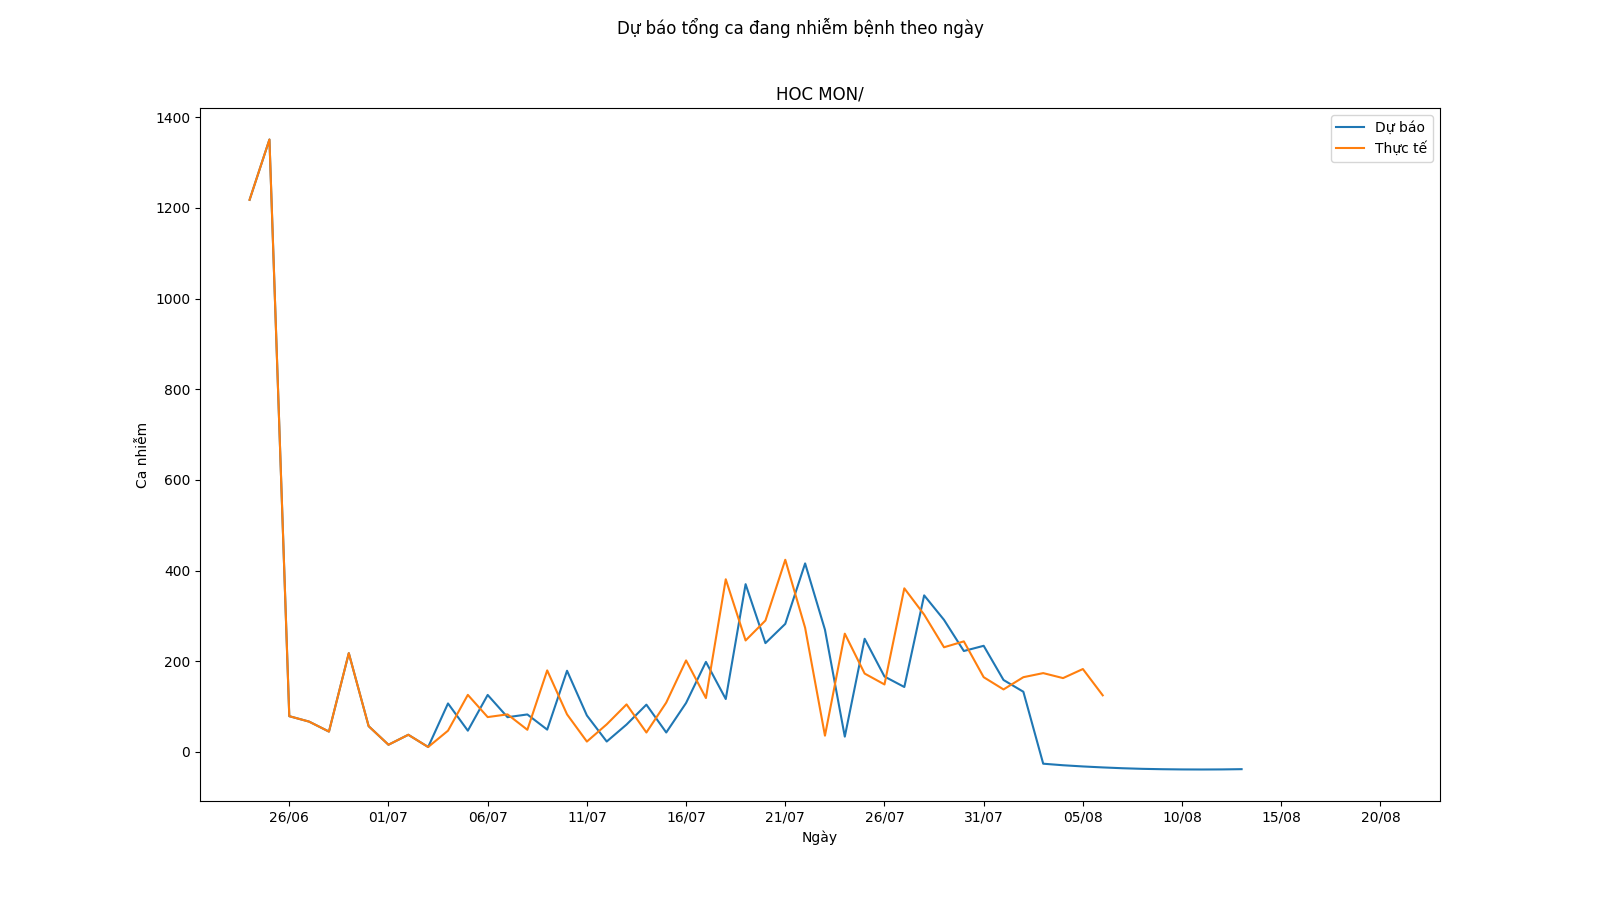 Dự báo tổng ca đang nhiễm bệnh theo ngày
HOC MON/
Dự báo
Thực tế
1400
1200
1000
800
600
400
200
0
Ca nhiễm
26/06 01/07 06/07 11/07 16/07 21/07 26/07 31/07 05/08 10/08 15/08 20/08
Ngày